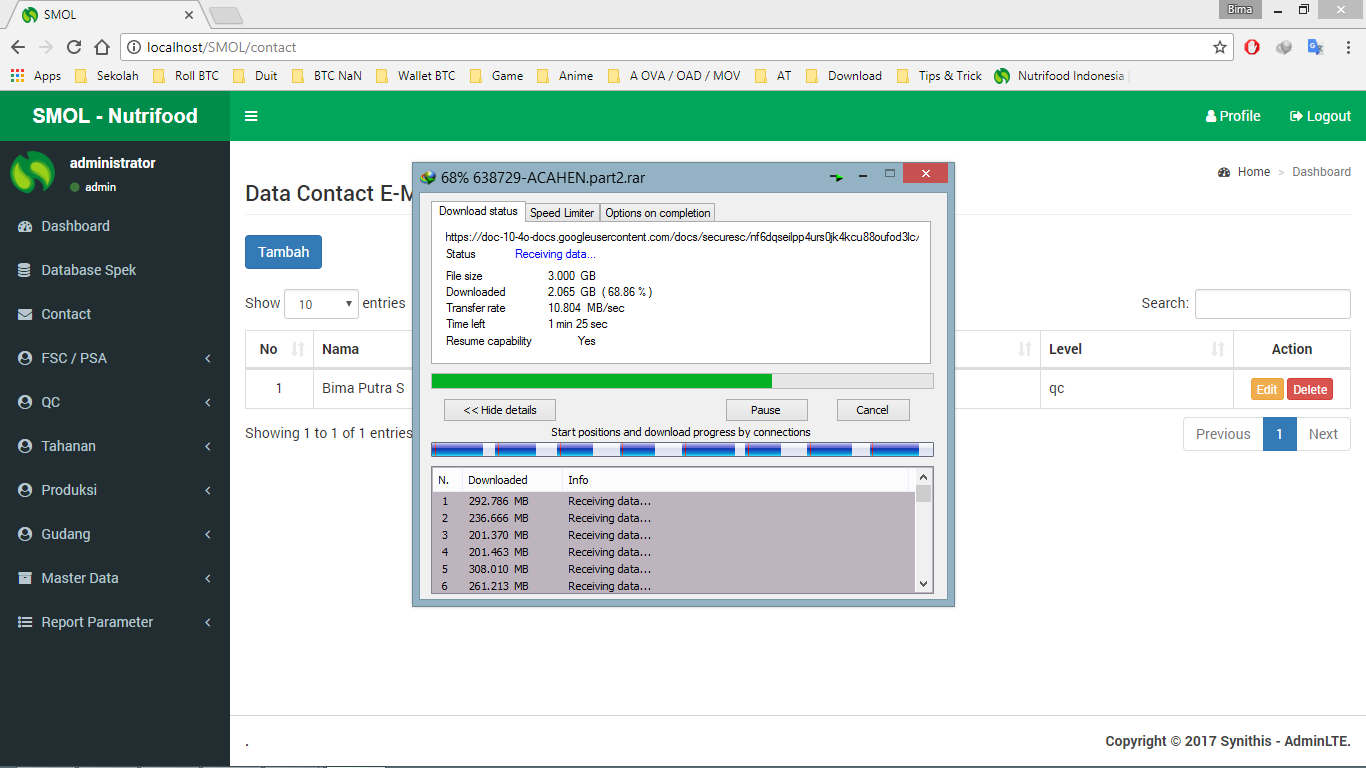 SMOL
Bima
localhost/SMOL/contact
Apps Sekolah Roll BTC Duit BTC NaN Wallet BTC Game Anime A OVA / OAD / MOV AT Download Tips & Trick Nutrifood Indonesia
SMOL - Nutrifood
Profile Logout
administrator
admin
Dashboard
Database Spek
Contact
FSC / PSA
QC
Tahanan
Produksi
Gudang
Master Data
Report Parameter
Home > Dashboard
Data Contact E-M
Tambah
Show 10 entries
Search:
No Nama Level Action
1 Bima Putra S qc Edit Delete
Showing 1 to 1 of 1 entries
Previous 1 Next
68% 638729-ACAHEN.part2.rar
Download status Speed Limiter Options on completion
https://doc-10-4o-docs.googleusercontent.com/docs/securesc/nf6dqseilpp4urs0jk4kcu88oufod3lc/
Status Receiving data...
File size 3.000 GB
Downloaded 2.065 GB ( 68.86 % )
Transfer rate 10.804 MB/sec
Time left 1 min 25 sec
Resume capability Yes
<< Hide details Pause Cancel
Start positions and download progress by connections
N. Downloaded Info
1 292.786 MB Receiving data...
2 236.666 MB Receiving data...
3 201.370 MB Receiving data...
4 201.463 MB Receiving data...
5 308.010 MB Receiving data...
6 261.213 MB Receiving data...
.
Copyright © 2017 Synithis - AdminLTE.